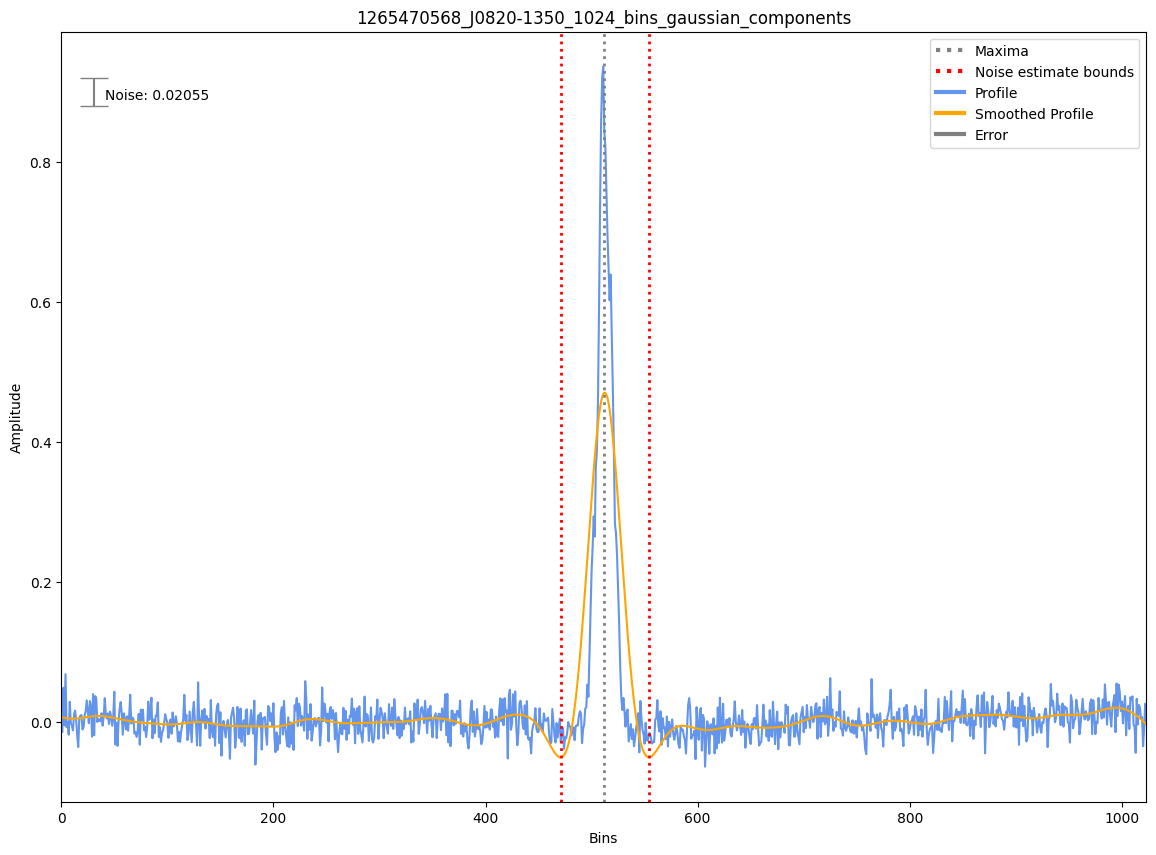 1265470568_J0820-1350_1024_bins_gaussian_components
Noise: 0.02055
Maxima
Noise estimate bounds
Profile
Smoothed Profile
Error
Amplitude
0.8
0.6
0.4
0.2
0.0
0 200 400 600 800 1000
Bins